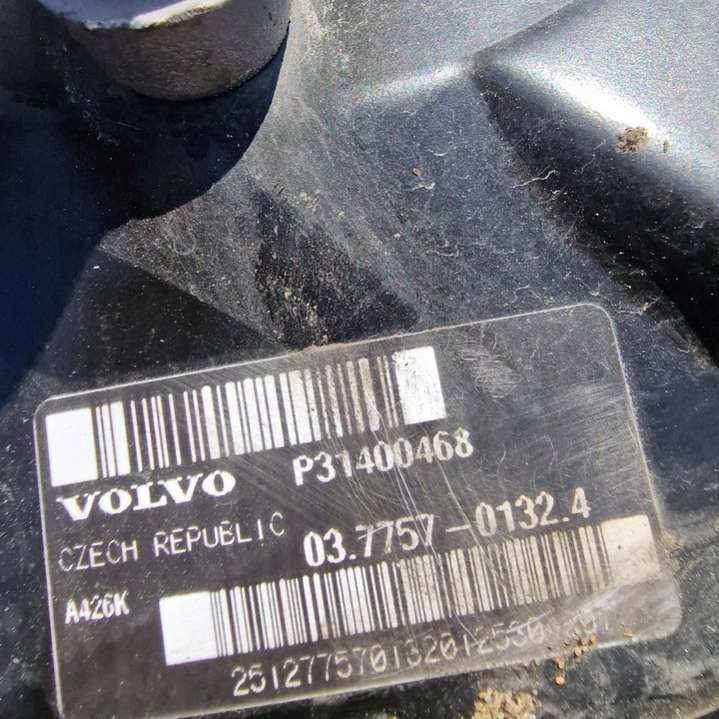 P31400468
VOLVO
CZECH REPUBLIC
03.7757-0132.4
A426K